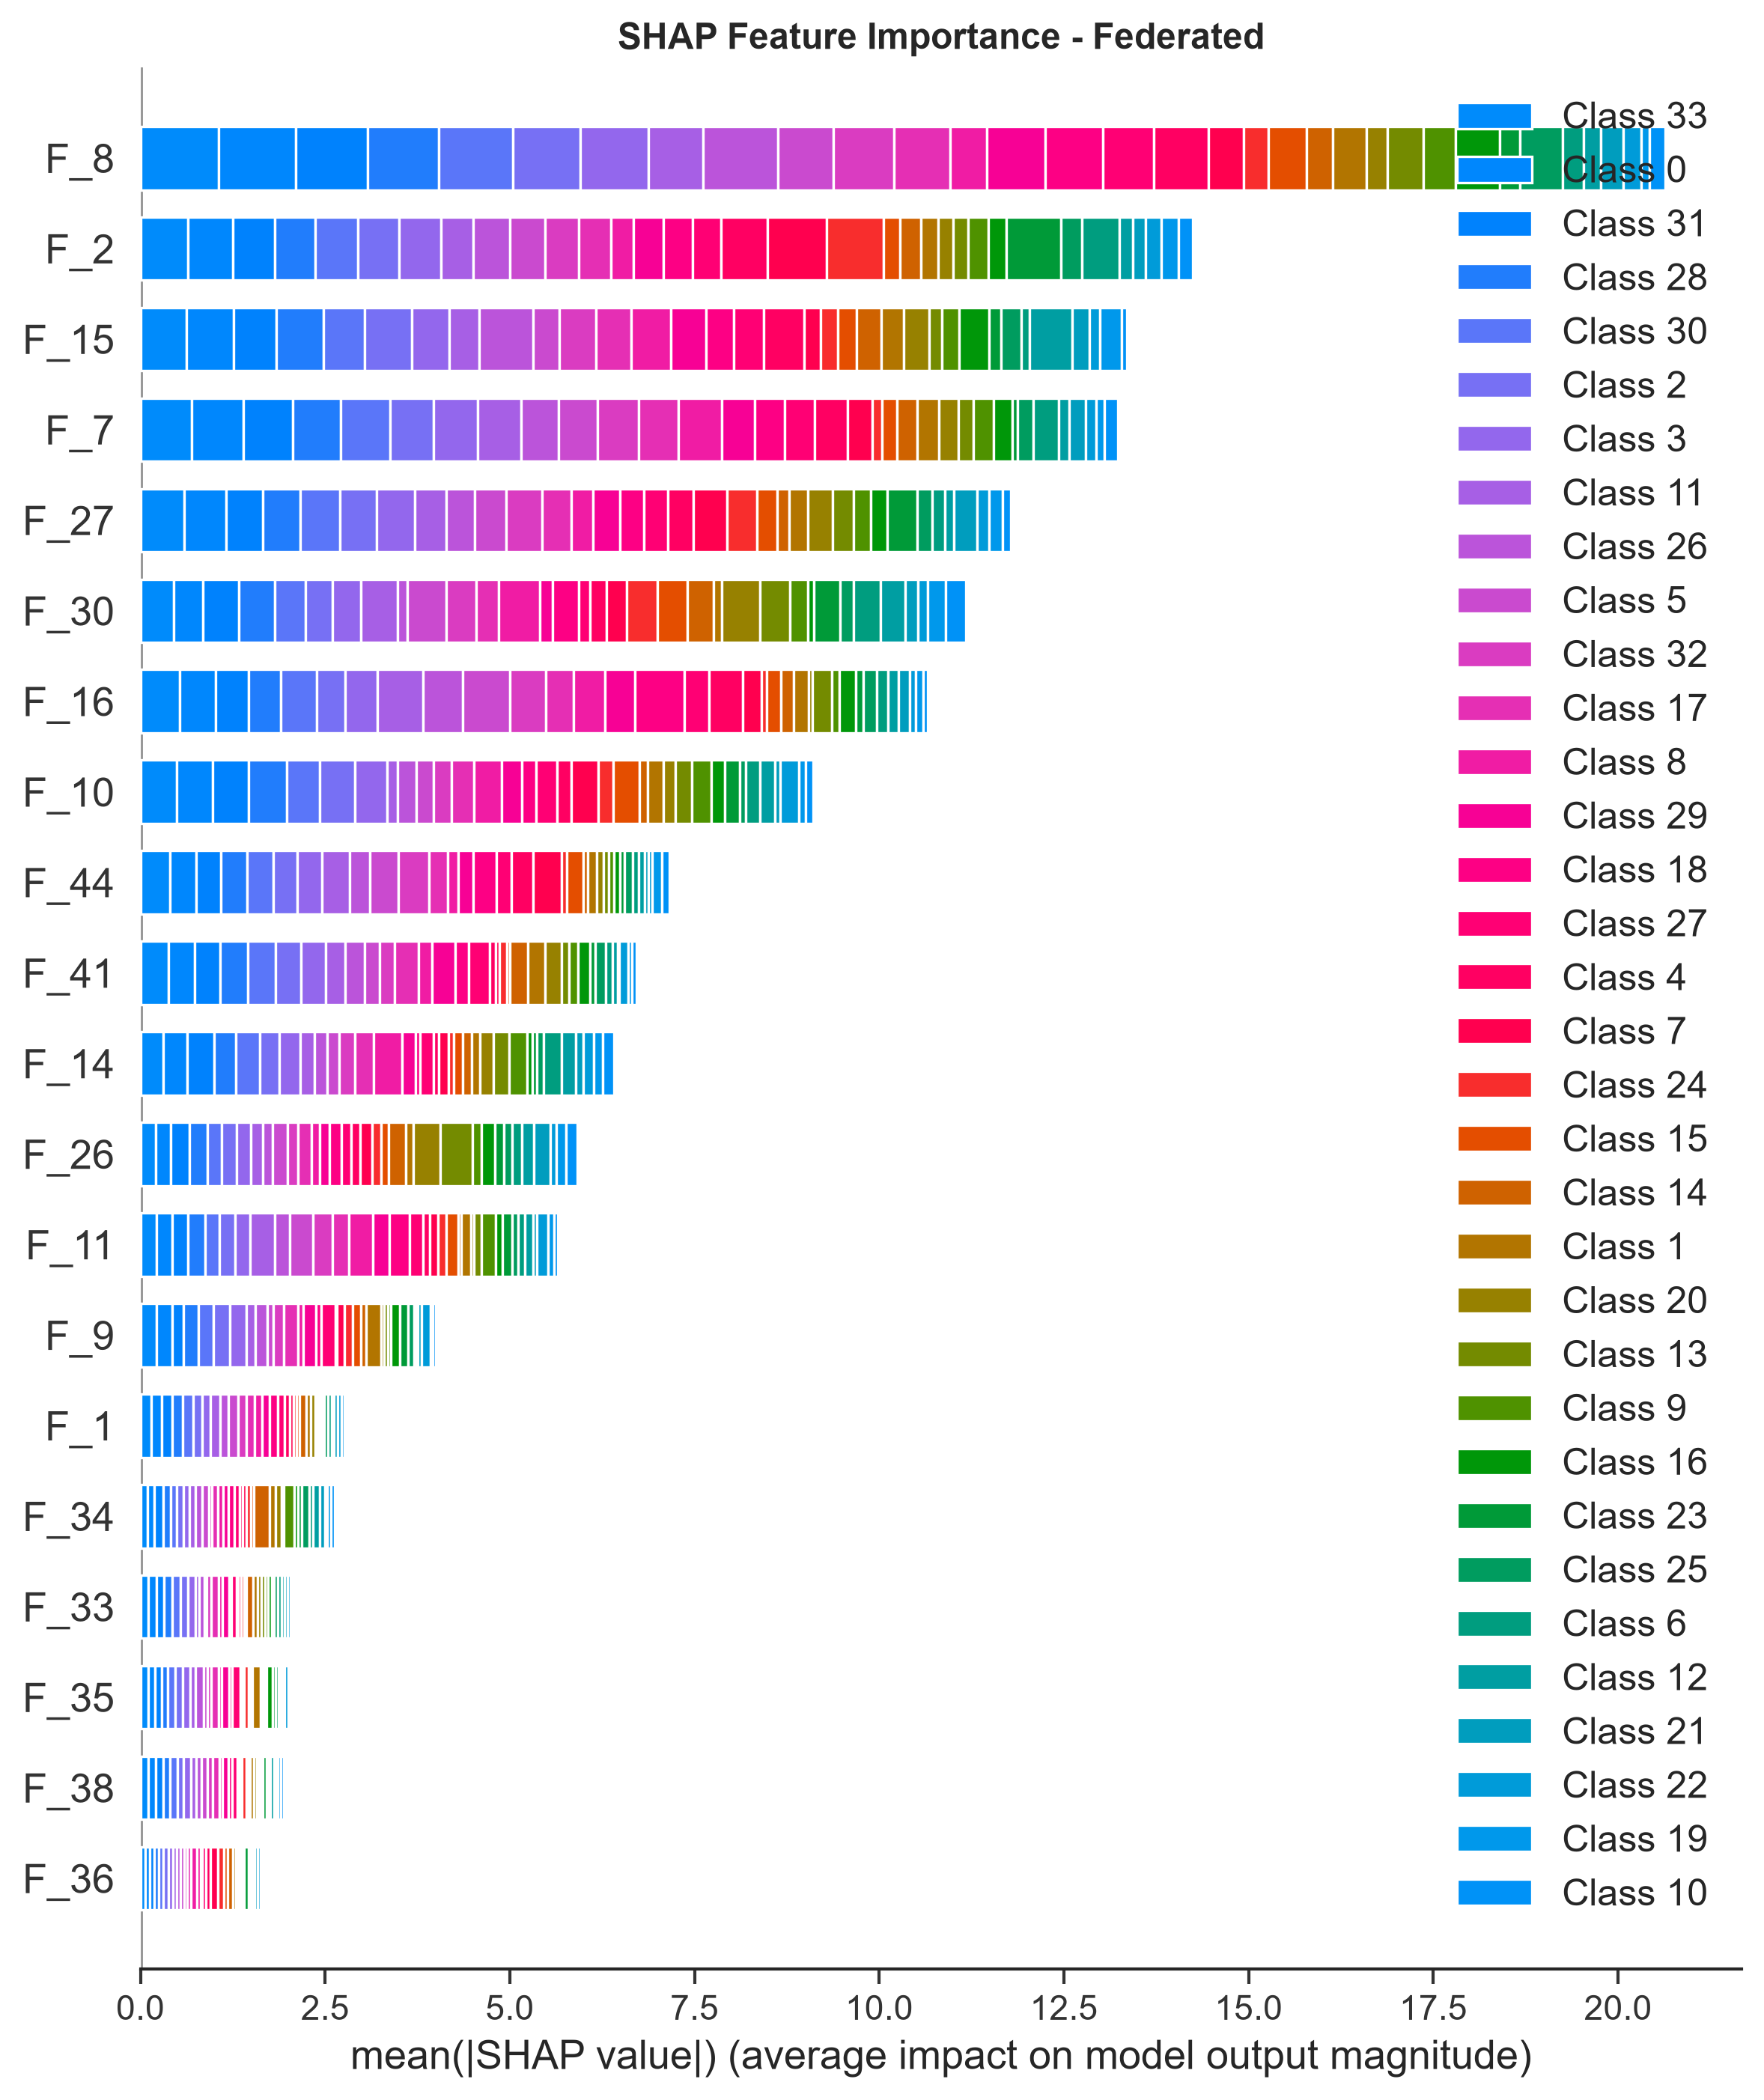 SHAP Feature Importance - Federated
F_8
F_2
F_15
F_7
F_27
F_30
F_16
F_10
F_44
F_41
F_14
F_26
F_11
F_9
F_1
F_34
F_33
F_35
F_38
F_36
Class 33
Class 0
Class 31
Class 28
Class 30
Class 2
Class 3
Class 11
Class 26
Class 5
Class 32
Class 17
Class 8
Class 29
Class 18
Class 27
Class 4
Class 7
Class 24
Class 15
Class 14
Class 1
Class 20
Class 13
Class 9
Class 16
Class 23
Class 25
Class 6
Class 12
Class 21
Class 22
Class 19
Class 10
0.0 2.5 5.0 7.5 10.0 12.5 15.0 17.5 20.0
mean(|SHAP value|) (average impact on model output magnitude)